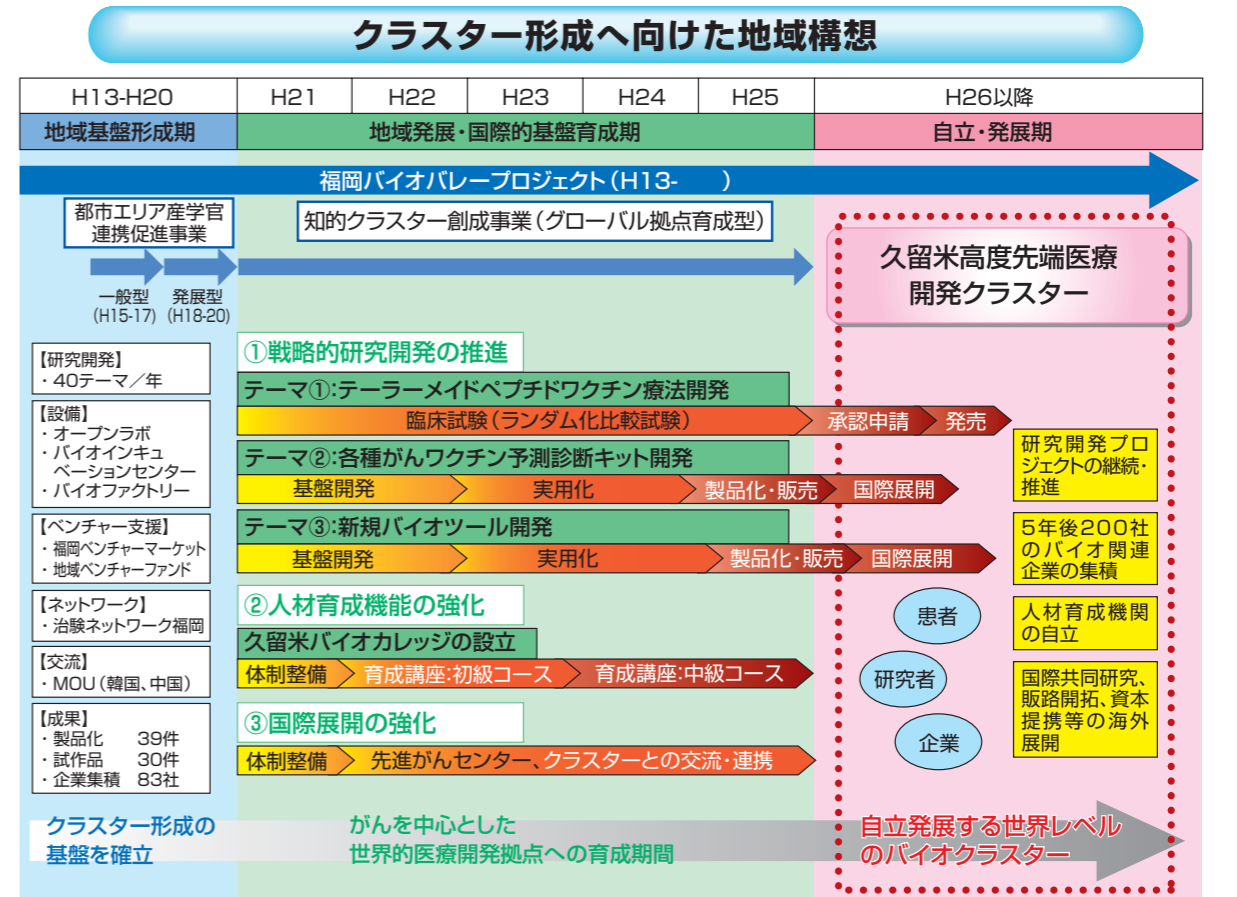 クラスター形成へ向けた地域構想
H13-H20
H21
H22
H23
H24
H25
H26以降
地域基盤形成期
地域発展・国際的基盤育成期
自立・発展期
福岡バイオバレープロジェクト（H13-　　）
都市エリア産学官
連携促進事業
知的クラスター創成事業（グローバル拠点育成型）
一般型
(H15-17)
発展型
(H18-20)
久留米高度先端医療
開発クラスター
【研究開発】
・40テーマ／年
【設備】
・オープンラボ
・バイオインキュ
ベーションセンター
・バイオファクトリー
【ベンチャー支援】
・福岡ベンチャーマーケット
・地域ベンチャーファンド
【ネットワーク】
・治験ネットワーク福岡
【交流】
・MOU（韓国、中国）
【成果】
・製品化　39件
・試作品　30件
・企業集積　83社
①戦略的研究開発の推進
テーマ①：テーラーメイドペプチドワクチン療法開発
臨床試験（ランダム化比較試験）
承認申請
発売
テーマ②：各種がんワクチン予測診断キット開発
基盤開発
実用化
製品化・販売
国際展開
テーマ③：新規バイオツール開発
基盤開発
実用化
製品化・販売
国際展開
②人材育成機能の強化
久留米バイオカレッジの設立
体制整備
育成講座：初級コース
育成講座：中級コース
③国際展開の強化
体制整備
先進がんセンター、クラスターとの交流・連携
患者
研究者
企業
研究開発プロ
ジェクトの継続・
推進
5年後200社
のバイオ関連
企業の集積
人材育成機関
の自立
国際共同研究、
販路開拓、資本
提携等の海外
展開
クラスター形成の
基盤を確立
がんを中心とした
世界的医療開発拠点への育成期間
自立発展する世界レベル
のバイオクラスター